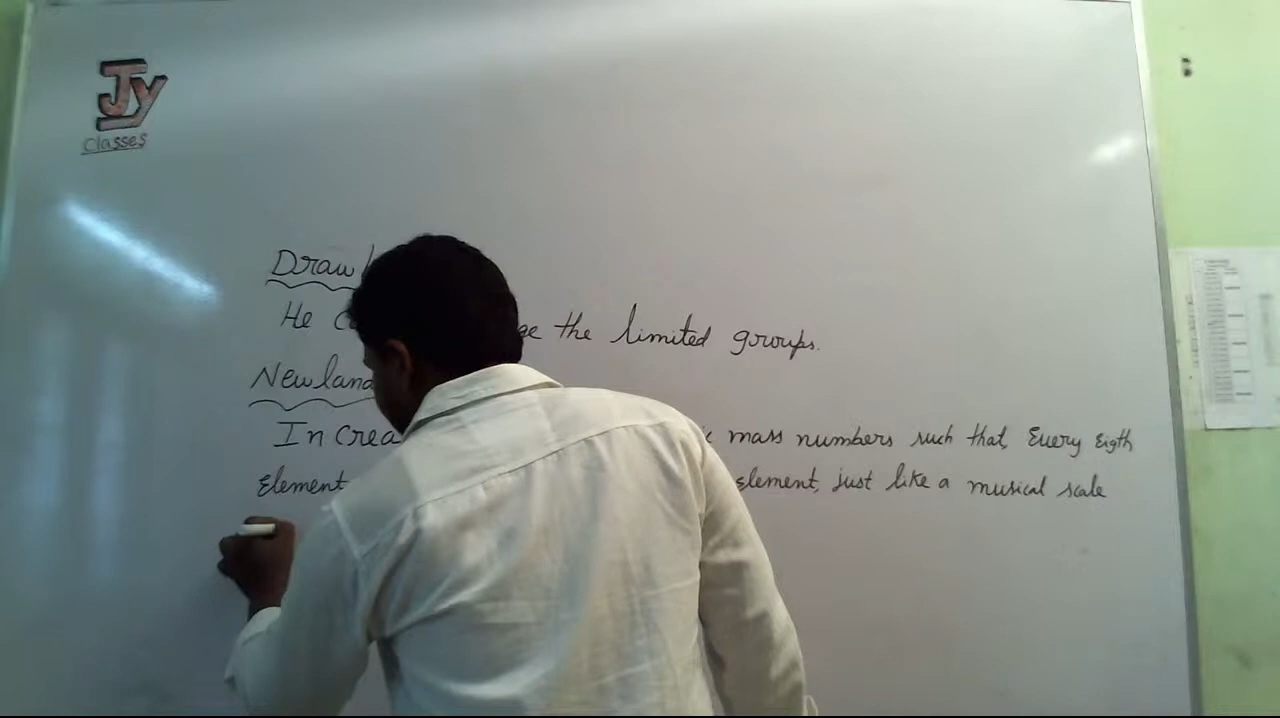 Jy
Classes
Draw
He the limited groups.
Newland
In Crea mass numbers such that, Every Eigth
Element element, just like a musical scale